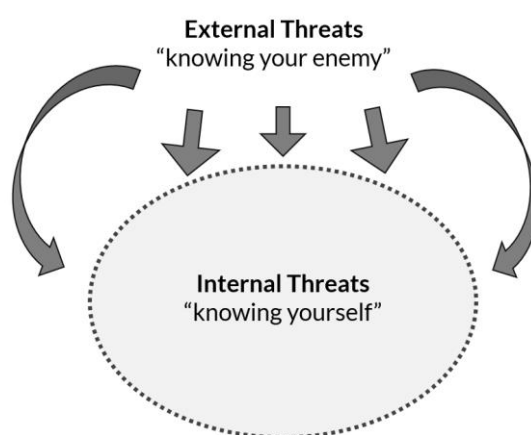 External Threats
“knowing your enemy”
Internal Threats
“knowing yourself”